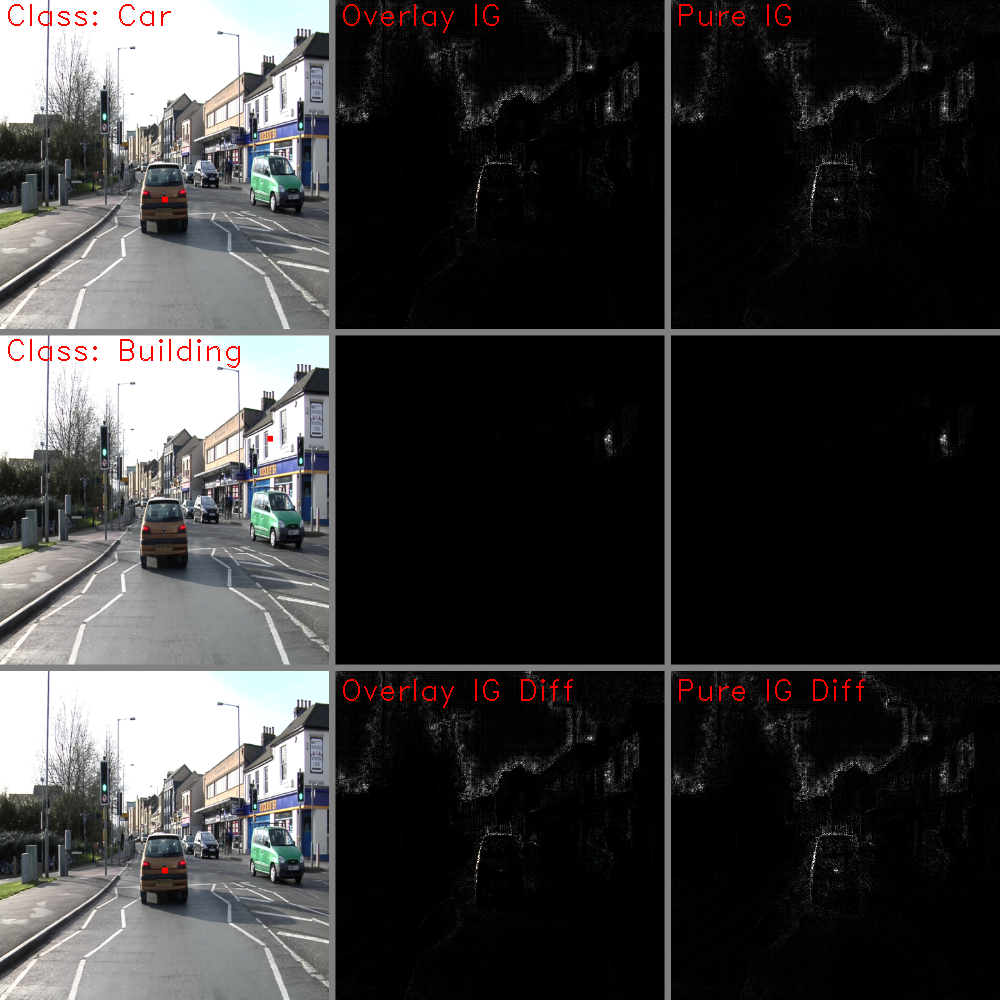 Class: Car
Overlay IG
Pure IG
Class: Building
Overlay IG Diff
Pure IG Diff